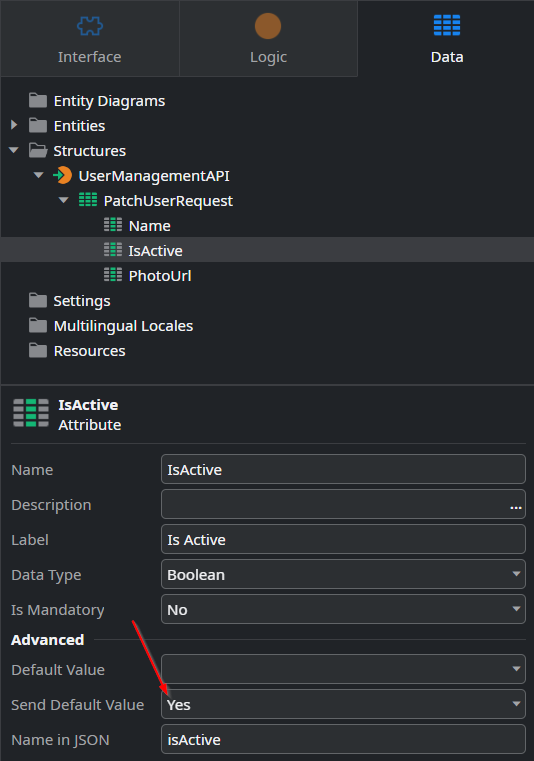 Interface Logic Data
Entity Diagrams
Entities
Structures
UserManagementAPI
PatchUserRequest
Name
IsActive
PhotoUrl
Settings
Multilingual Locales
Resources
IsActive
Attribute
Name IsActive
Description ...
Label Is Active
Data Type Boolean
Is Mandatory No
Advanced
Default Value
Send Default Value Yes
Name in JSON isActive